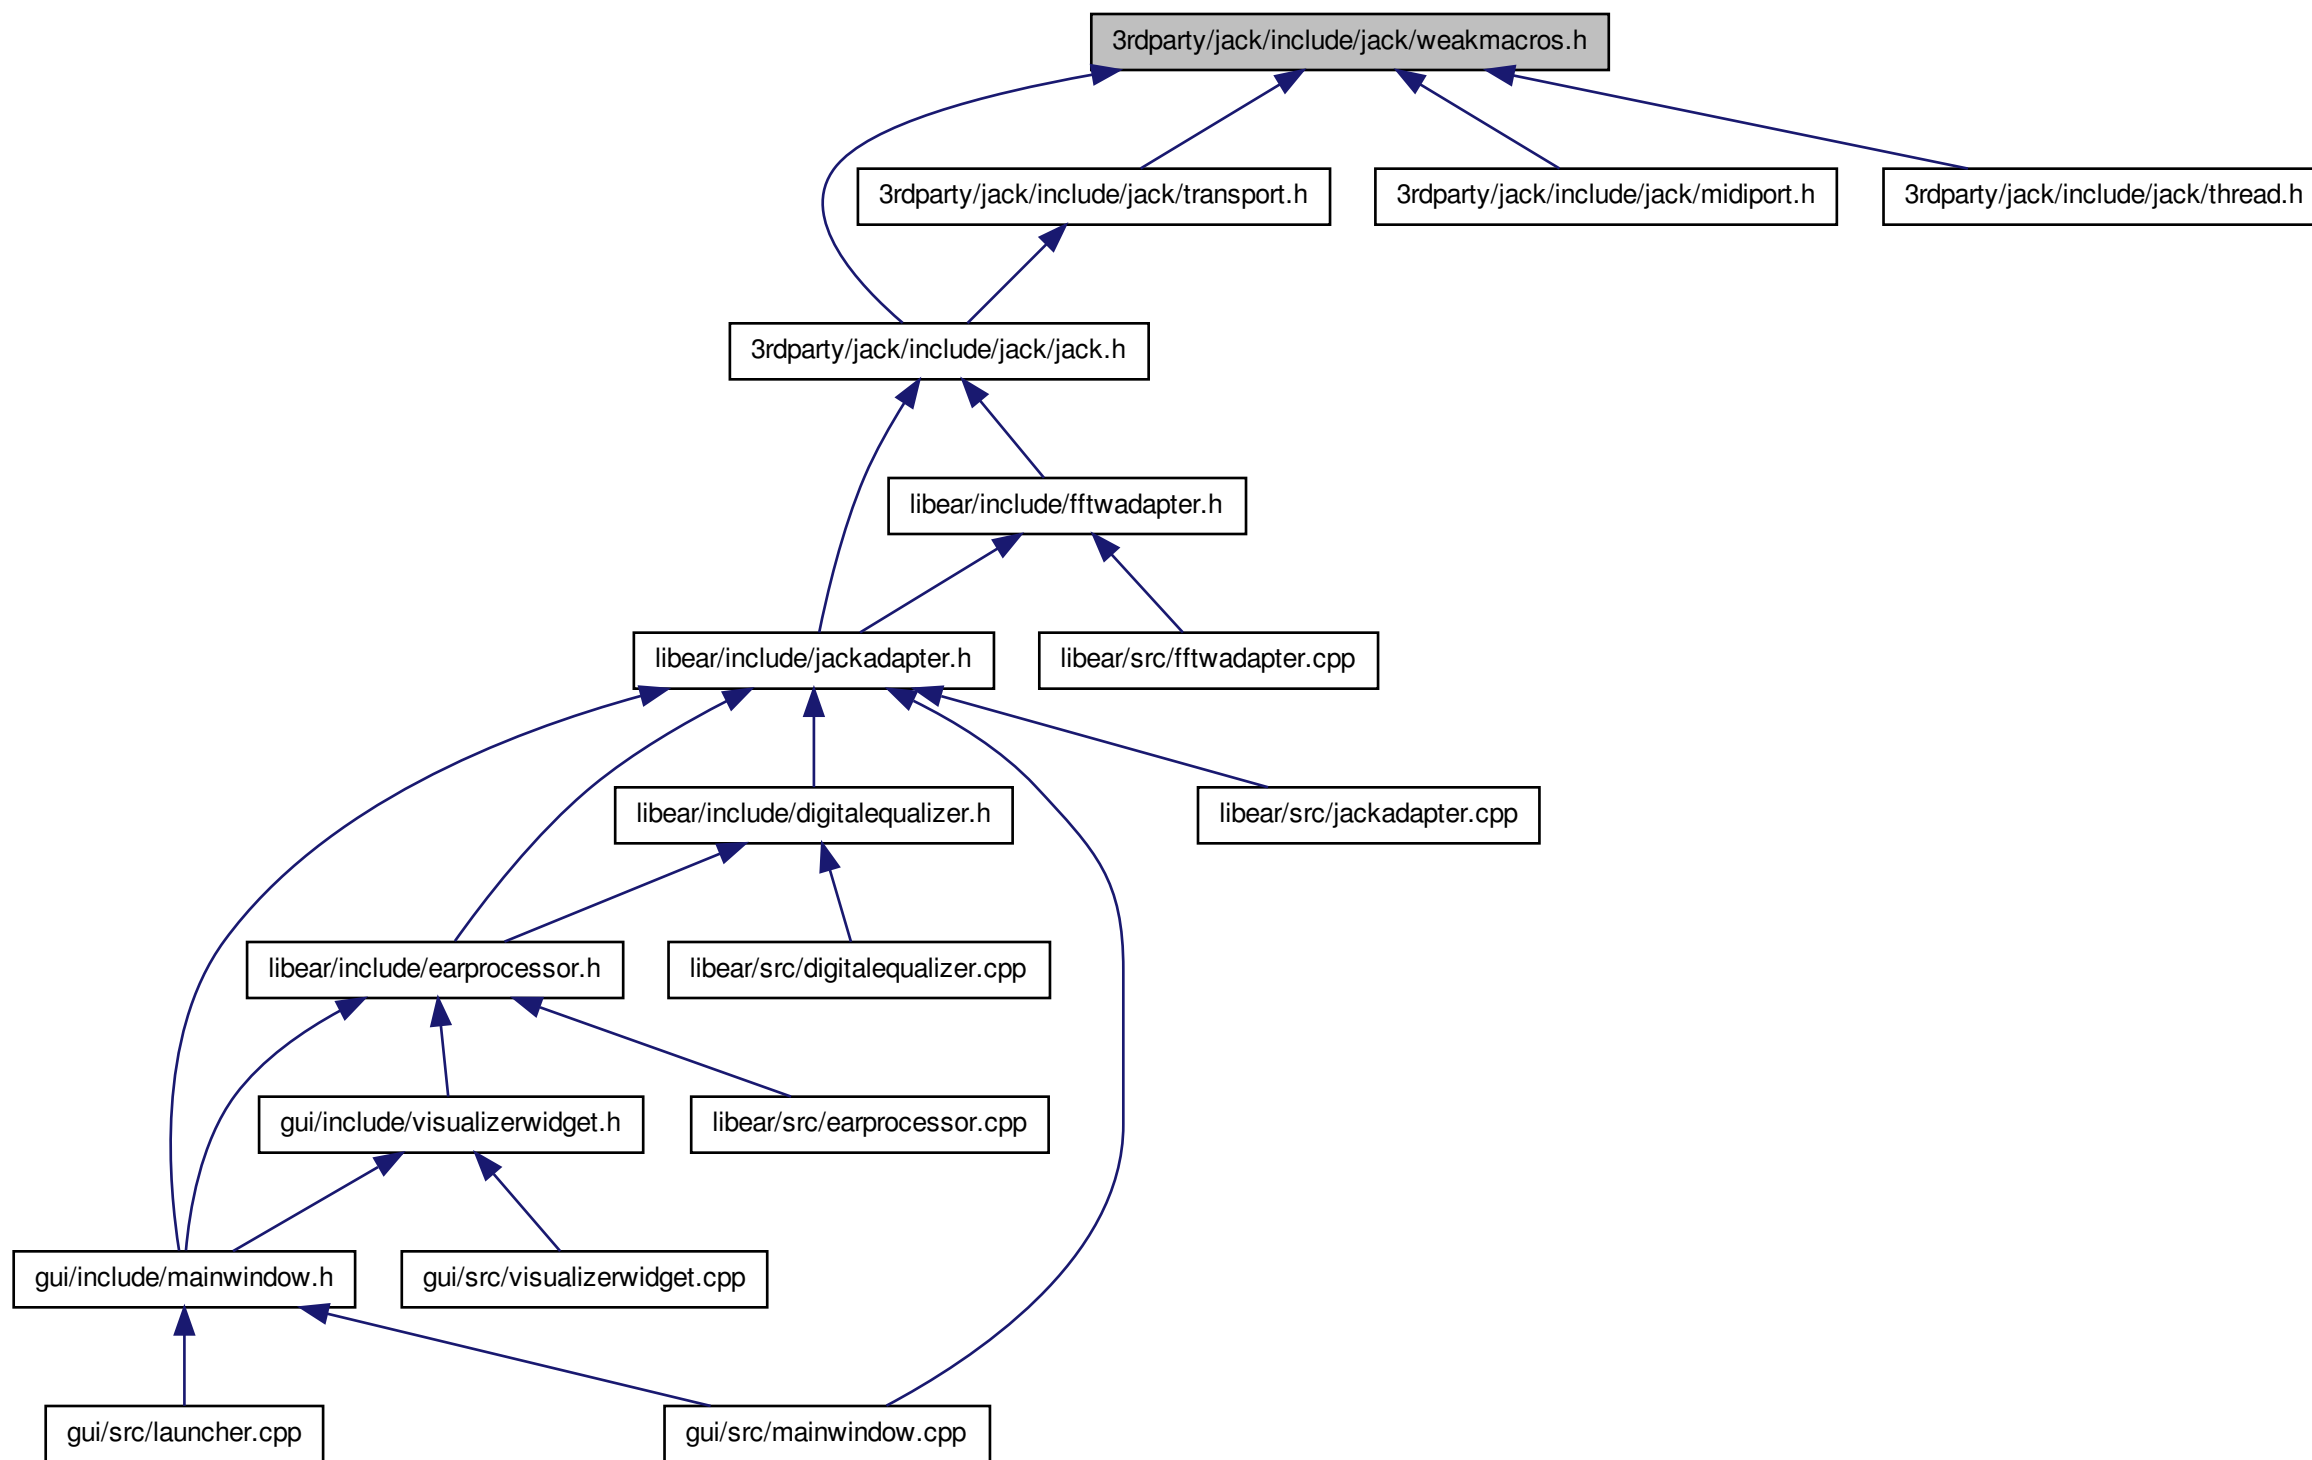 3rdparty/jack/include/jack/weakmacros.h
3rdparty/jack/include/jack/transport.h
3rdparty/jack/include/jack/midiport.h
3rdparty/jack/include/jack/thread.h
3rdparty/jack/include/jack/jack.h
libear/include/fftwadapter.h
libear/include/jackadapter.h
libear/src/fftwadapter.cpp
libear/include/digitalequalizer.h
libear/src/jackadapter.cpp
libear/include/earprocessor.h
libear/src/digitalequalizer.cpp
gui/include/visualizerwidget.h
libear/src/earprocessor.cpp
gui/include/mainwindow.h
gui/src/visualizerwidget.cpp
gui/src/launcher.cpp
gui/src/mainwindow.cpp